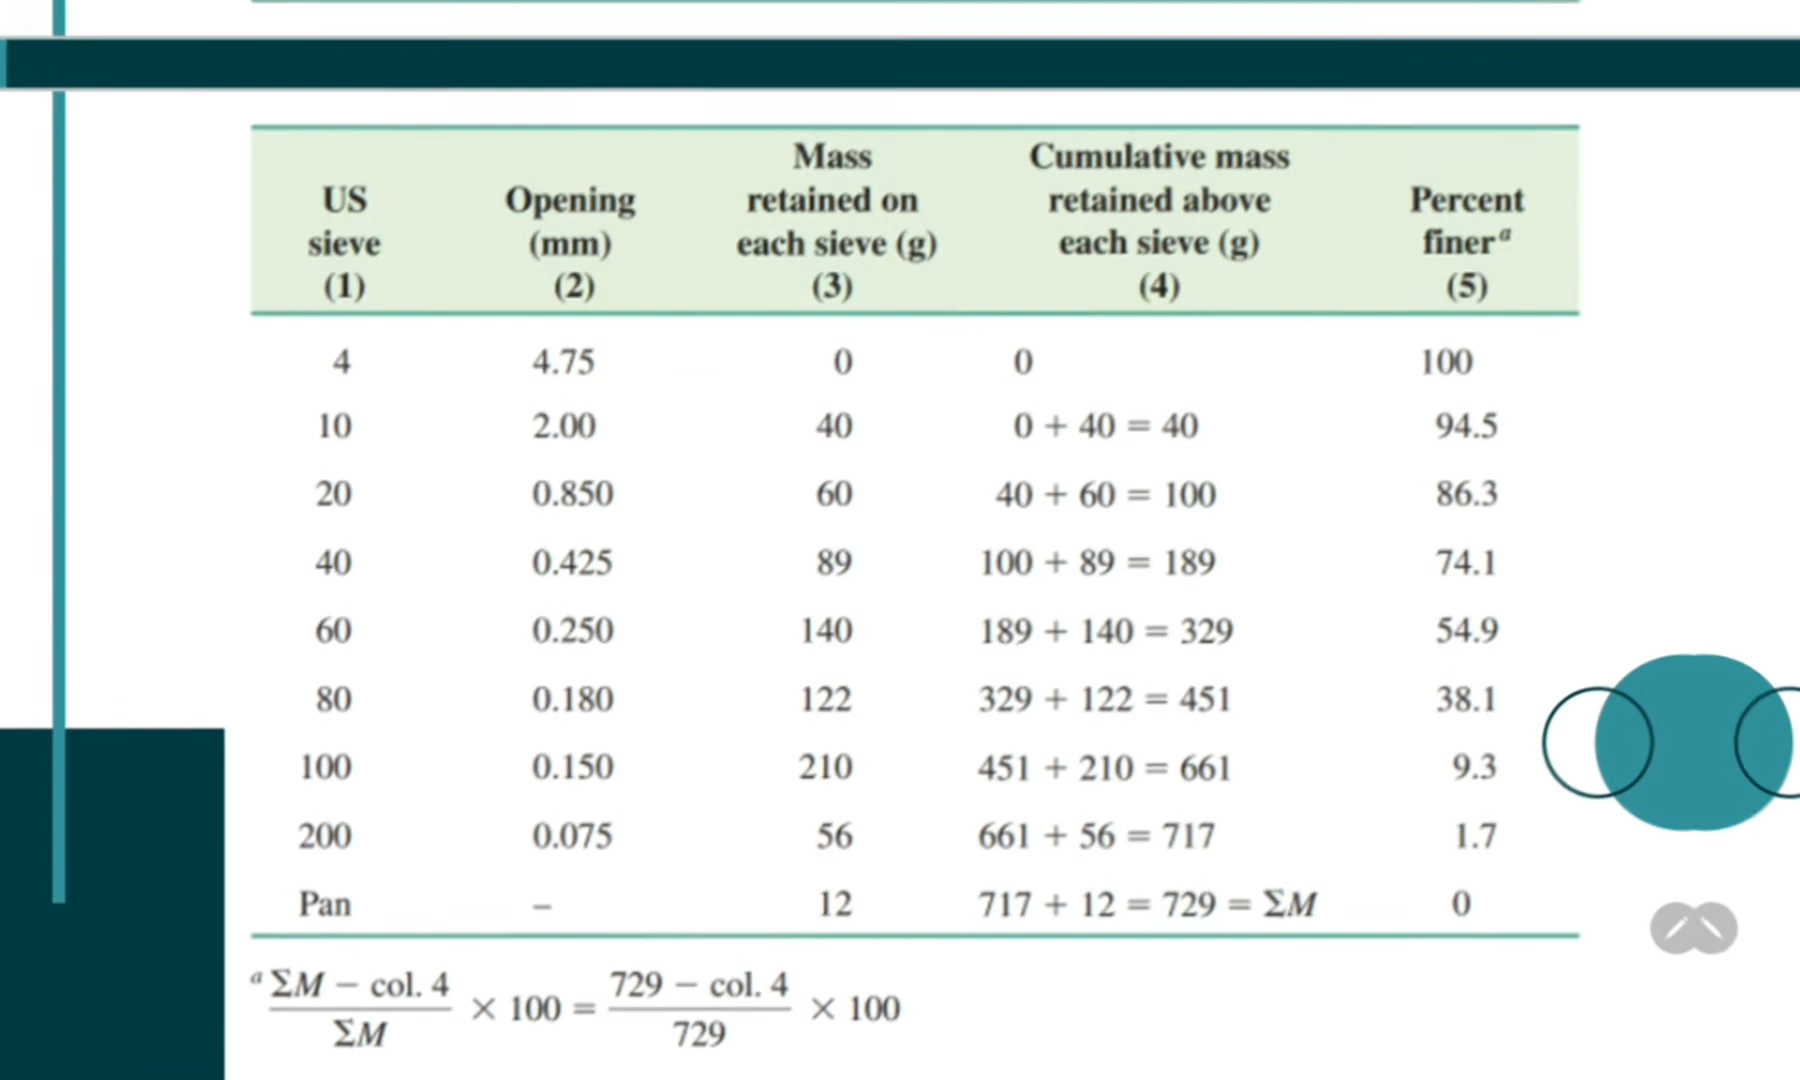 US sieve (1) Opening (mm) (2) Mass retained on each sieve (g) (3) Cumulative mass retained above each sieve (g) (4) Percent finer^a (5)
4 4.75 0 0 100
10 2.00 40 0 + 40 = 40 94.5
20 0.850 60 40 + 60 = 100 86.3
40 0.425 89 100 + 89 = 189 74.1
60 0.250 140 189 + 140 = 329 54.9
80 0.180 122 329 + 122 = 451 38.1
100 0.150 210 451 + 210 = 661 9.3
200 0.075 56 661 + 56 = 717 1.7
Pan – 12 717 + 12 = 729 = ΣM 0
^a (ΣM − col. 4)/ΣM × 100 = (729 − col. 4)/729 × 100